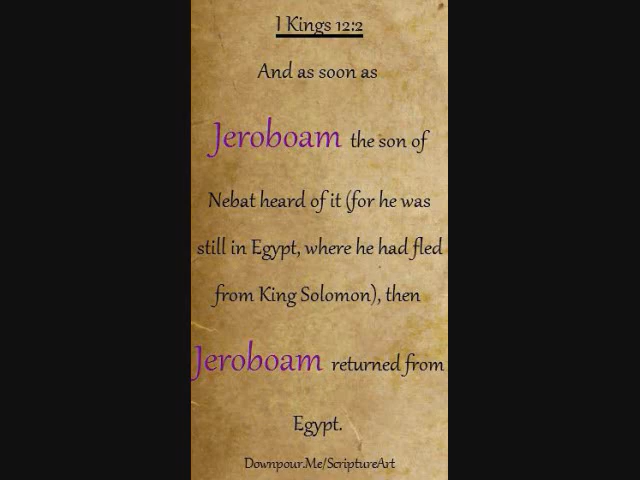 I Kings 12:2
And as soon as
Jeroboam the son of
Nebat heard of it (for he was
still in Egypt, where he had fled
from King Solomon), then
Jeroboam returned from
Egypt.
Downpour.Me/ScriptureArt